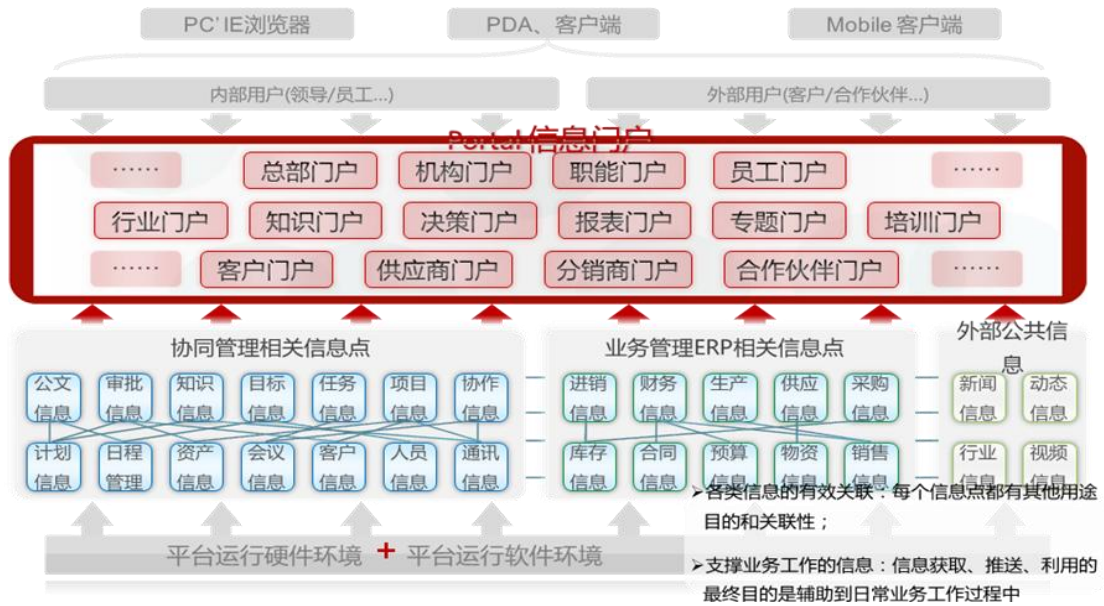 PC' IE浏览器
PDA、客户端
Mobile 客户端
内部用户(领导/员工...)
外部用户(客户/合作伙伴...)
Portal 信息门户
……
总部门户
机构门户
职能门户
员工门户
……
行业门户
知识门户
决策门户
报表门户
专题门户
培训门户
……
客户门户
供应商门户
分销商门户
合作伙伴门户
……
协同管理相关信息点
业务管理ERP相关信息点
外部公共信
息
公文
信息
审批
信息
知识
信息
目标
信息
任务
信息
项目
信息
协作
信息
进销
信息
财务
信息
生产
信息
供应
信息
采购
信息
新闻
信息
动态
信息
计划
信息
日程
管理
资产
信息
会议
信息
客户
信息
人员
信息
通讯
信息
库存
信息
合同
信息
预算
信息
物资
信息
销售
信息
行业
信息
视频
信息
➢各类信息的有效关联：每个信息点都有其他用途
目的和关联性；
平台运行硬件环境 + 平台运行软件环境
➢支撑业务工作的信息：信息获取、推送、利用的
最终目的是辅助到日常业务工作过程中